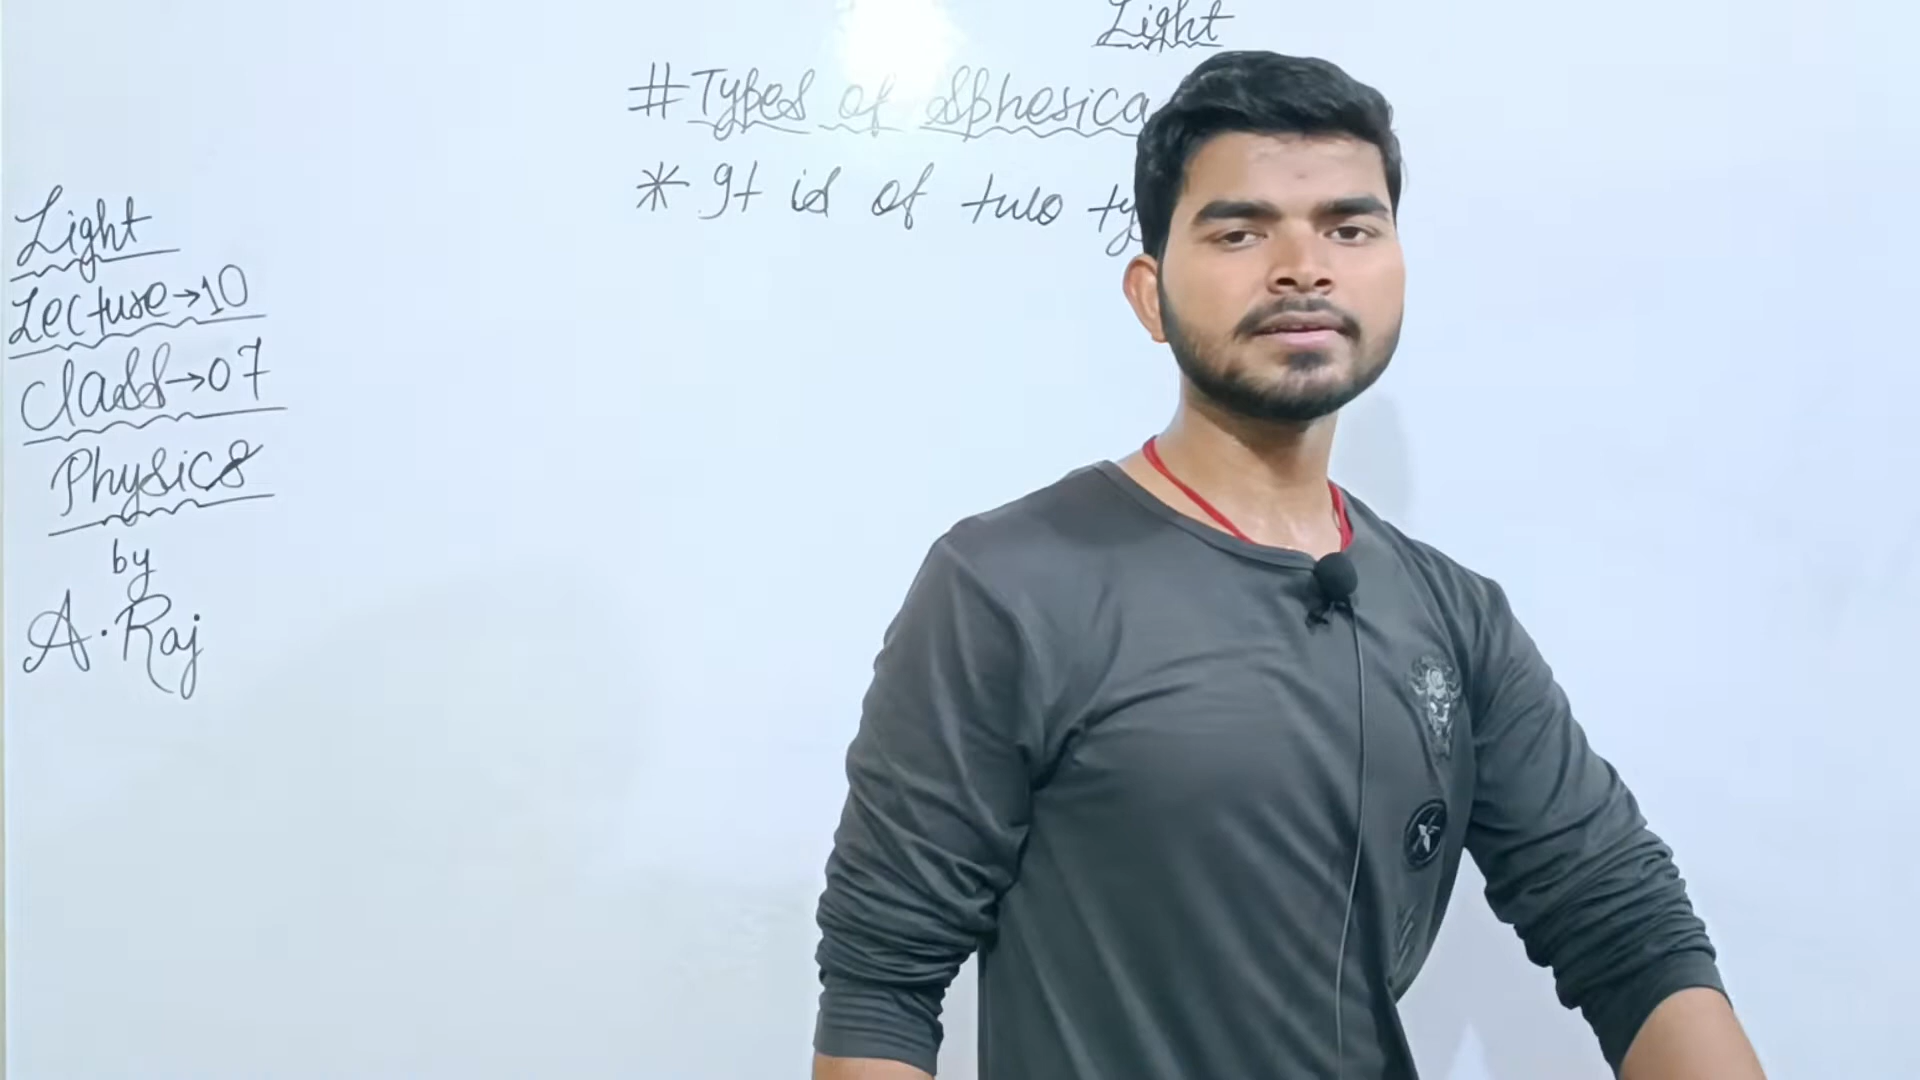 Light
# Types of Spherica
* It is of two ty
Light
Lecture→10
Class→07
Physics
by
A.Raj